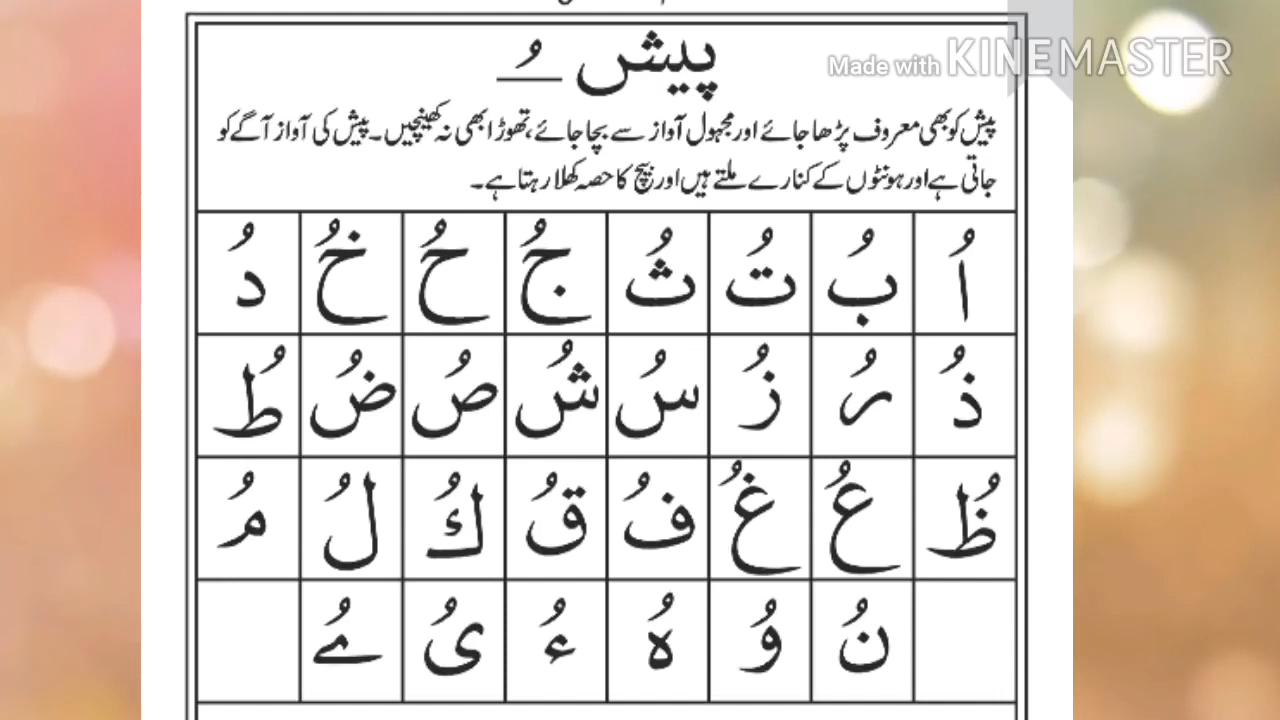 Made with KINEMASTER
پیش ـُـ
پیش کو بھی معروف پڑھا جائے اور مجہول آواز سے بچا جائے، تھوڑا بھی نہ کھینچیں۔ پیش کی آواز آگے کو
جاتی ہے اور ہونٹوں کے کنارے ملتے ہیں اور بیچ کا حصہ کھلا رہتا ہے۔
اُ بُ تُ ثُ جُ حُ خُ دُ
ذُ رُ زُ سُ شُ صُ ضُ طُ
ظُ عُ غُ فُ قُ كُ لُ مُ
نُ وُ هُ ءُ ىُ ےُ